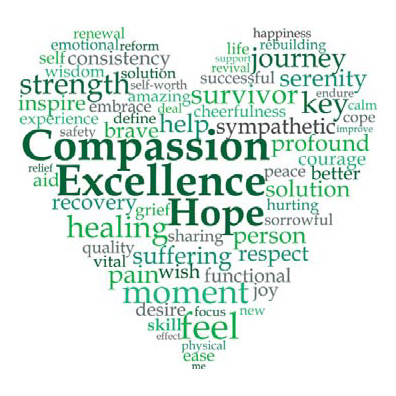 renewal happiness
emotional reform life rebuilding
self consistency support journey
wisdom solution revival
strength self-worth successful serenity
inspire embrace amazing survivor endure
experience define deal cheerfulness key calm
safety brave help sympathetic cope
improve
Compassion profound
relief courage
aid Excellence peace better
recovery solution
grief Hope hurting
healing sharing sorrowful
quality person
vital suffering respect
pain wish functional
moment joy
desire focus new
skill feel
effect
physical
ease
me